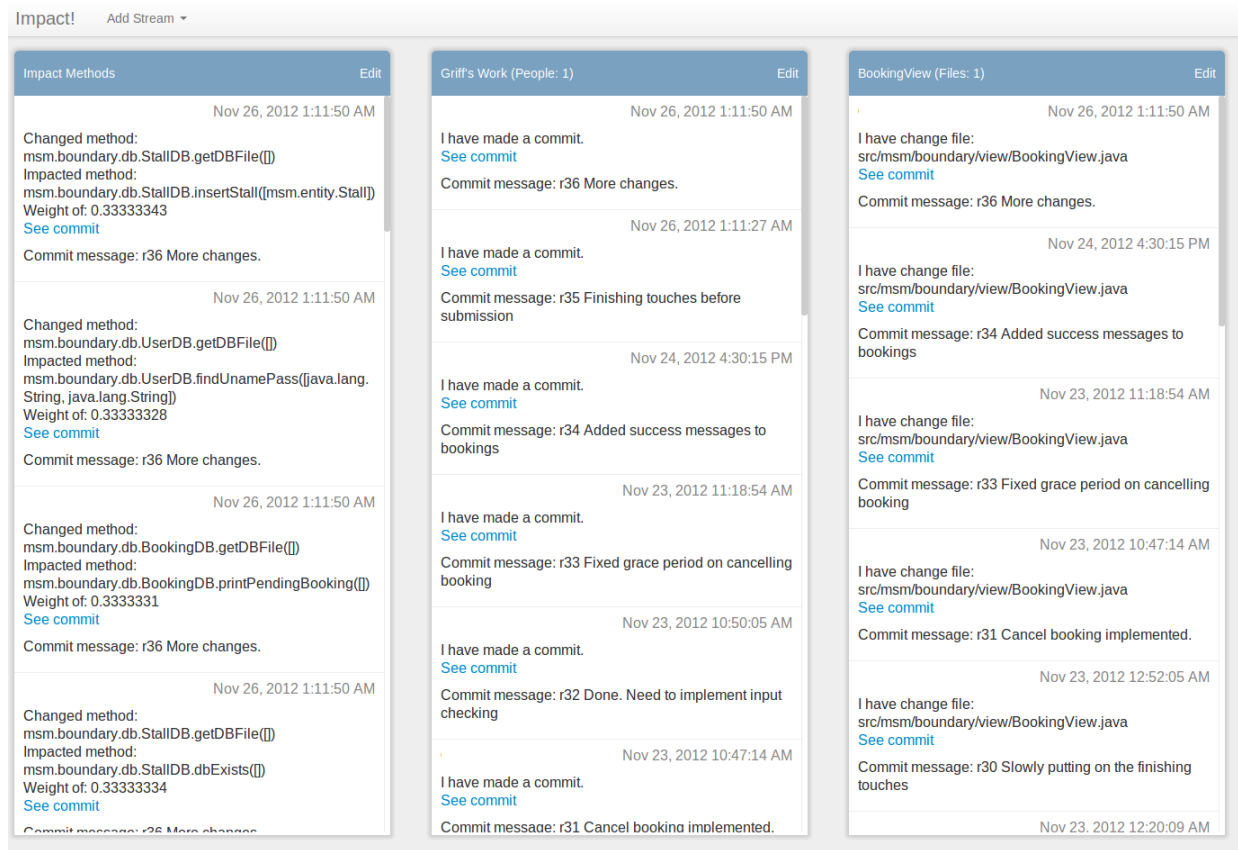 Impact!
Add Stream
Impact Methods
Edit
Nov 26, 2012 1:11:50 AM
Changed method:
msm.boundary.db.StallDB.getDBFile([])
Impacted method:
msm.boundary.db.StallDB.insertStall([msm.entity.Stall])
Weight of: 0.33333343
See commit
Commit message: r36 More changes.
Nov 26, 2012 1:11:50 AM
Changed method:
msm.boundary.db.UserDB.getDBFile([])
Impacted method:
msm.boundary.db.UserDB.findUnamePass([java.lang.
String, java.lang.String])
Weight of: 0.33333328
See commit
Commit message: r36 More changes.
Nov 26, 2012 1:11:50 AM
Changed method:
msm.boundary.db.BookingDB.getDBFile([])
Impacted method:
msm.boundary.db.BookingDB.printPendingBooking([])
Weight of: 0.3333331
See commit
Commit message: r36 More changes.
Nov 26, 2012 1:11:50 AM
Changed method:
msm.boundary.db.StallDB.getDBFile([])
Impacted method:
msm.boundary.db.StallDB.dbExists([])
Weight of: 0.33333334
See commit
Commit message: r36 More changes.
Griff's Work (People: 1)
Edit
Nov 26, 2012 1:11:50 AM
I have made a commit.
See commit
Commit message: r36 More changes.
Nov 26, 2012 1:11:27 AM
I have made a commit.
See commit
Commit message: r35 Finishing touches before
submission
Nov 24, 2012 4:30:15 PM
I have made a commit.
See commit
Commit message: r34 Added success messages to
bookings
Nov 23, 2012 11:18:54 AM
I have made a commit.
See commit
Commit message: r33 Fixed grace period on cancelling
booking
Nov 23, 2012 10:50:05 AM
I have made a commit.
See commit
Commit message: r32 Done. Need to implement input
checking
Nov 23, 2012 10:47:14 AM
I have made a commit.
See commit
Commit message: r31 Cancel booking implemented.
BookingView (Files: 1)
Edit
Nov 26, 2012 1:11:50 AM
I have change file:
src/msm/boundary/view/BookingView.java
See commit
Commit message: r36 More changes.
Nov 24, 2012 4:30:15 PM
I have change file:
src/msm/boundary/view/BookingView.java
See commit
Commit message: r34 Added success messages to
bookings
Nov 23, 2012 11:18:54 AM
I have change file:
src/msm/boundary/view/BookingView.java
See commit
Commit message: r33 Fixed grace period on cancelling
booking
Nov 23, 2012 10:47:14 AM
I have change file:
src/msm/boundary/view/BookingView.java
See commit
Commit message: r31 Cancel booking implemented.
Nov 23, 2012 12:52:05 AM
I have change file:
src/msm/boundary/view/BookingView.java
See commit
Commit message: r30 Slowly putting on the finishing
touches
Nov 23, 2012 12:20:09 AM